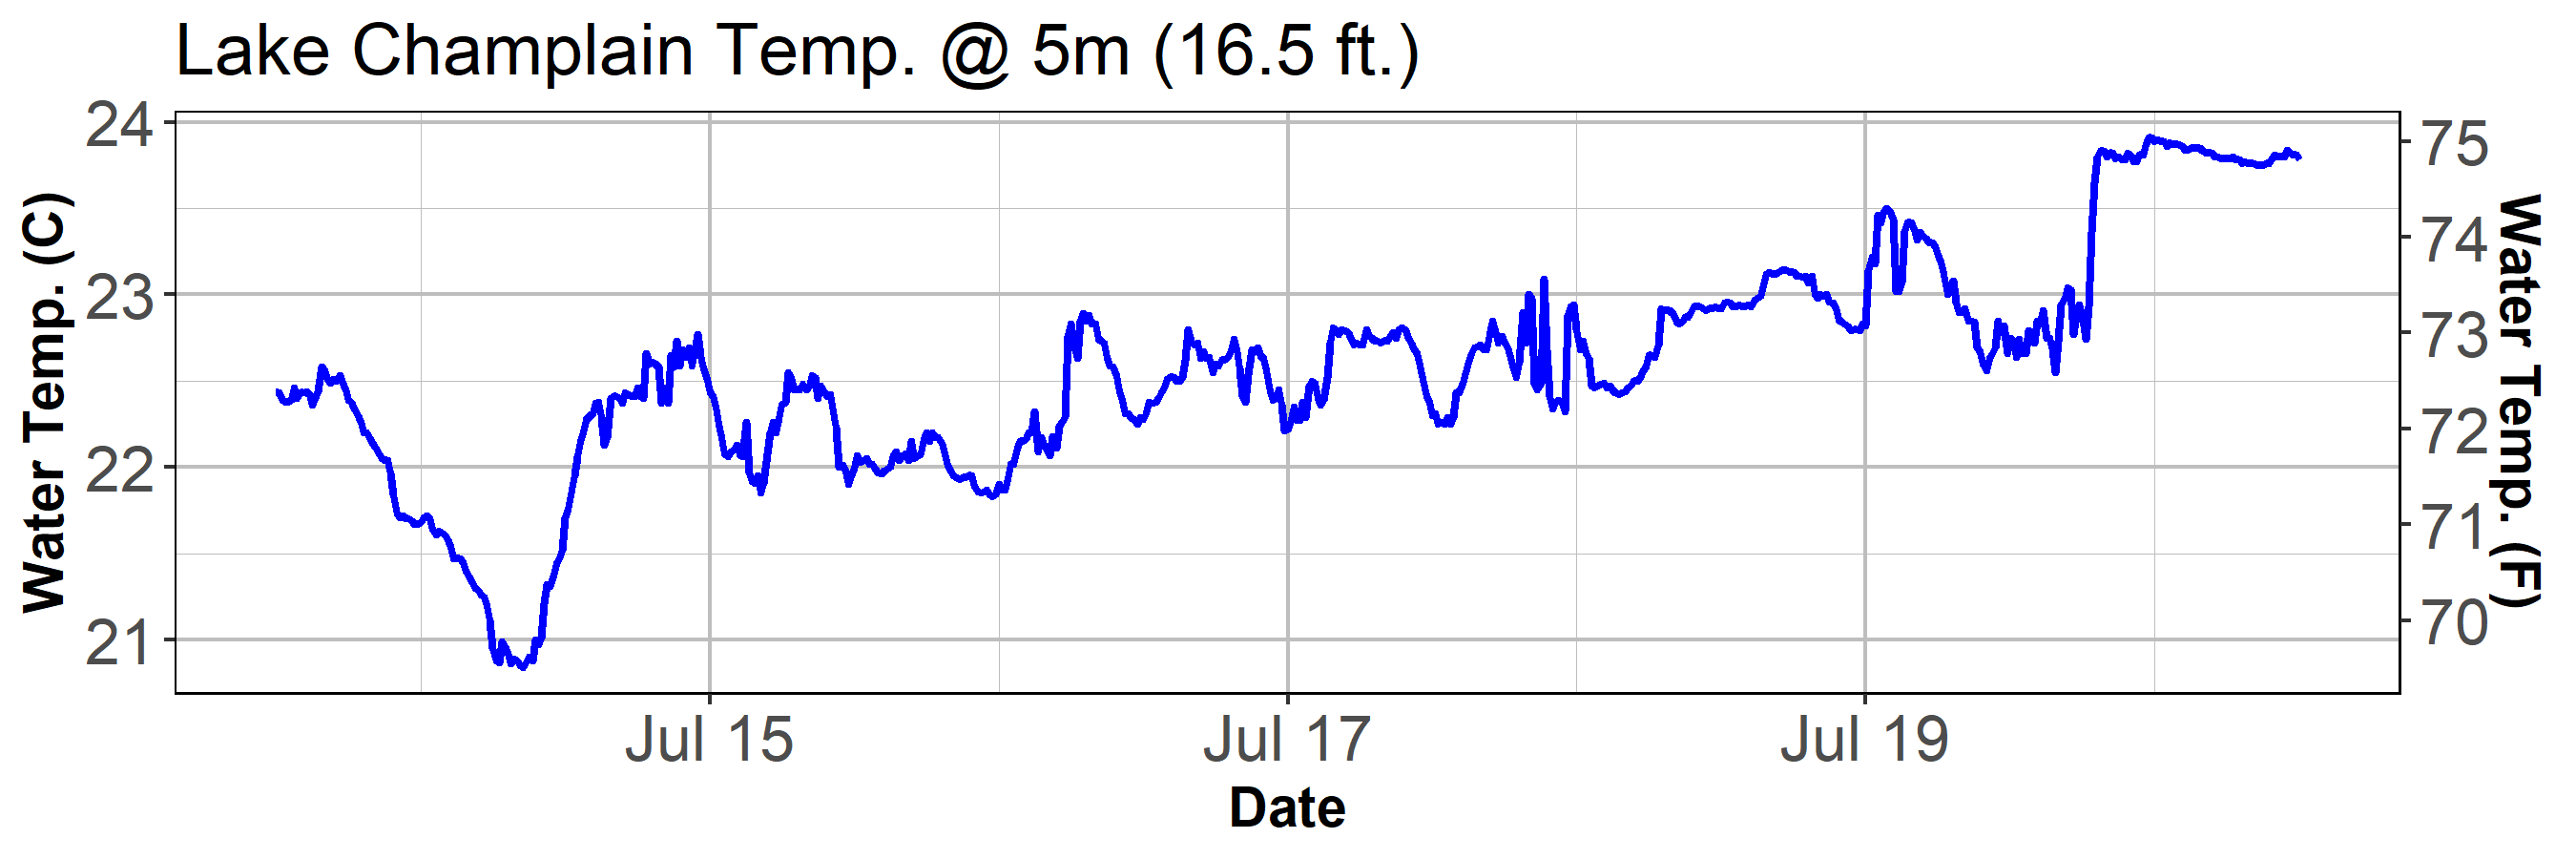 Lake Champlain Temp. @ 5m (16.5 ft.)
Water Temp. (C)
24
23
22
21
75
74
73
72
71
70
Water Temp. (F)
Jul 15
Jul 17
Jul 19
Date